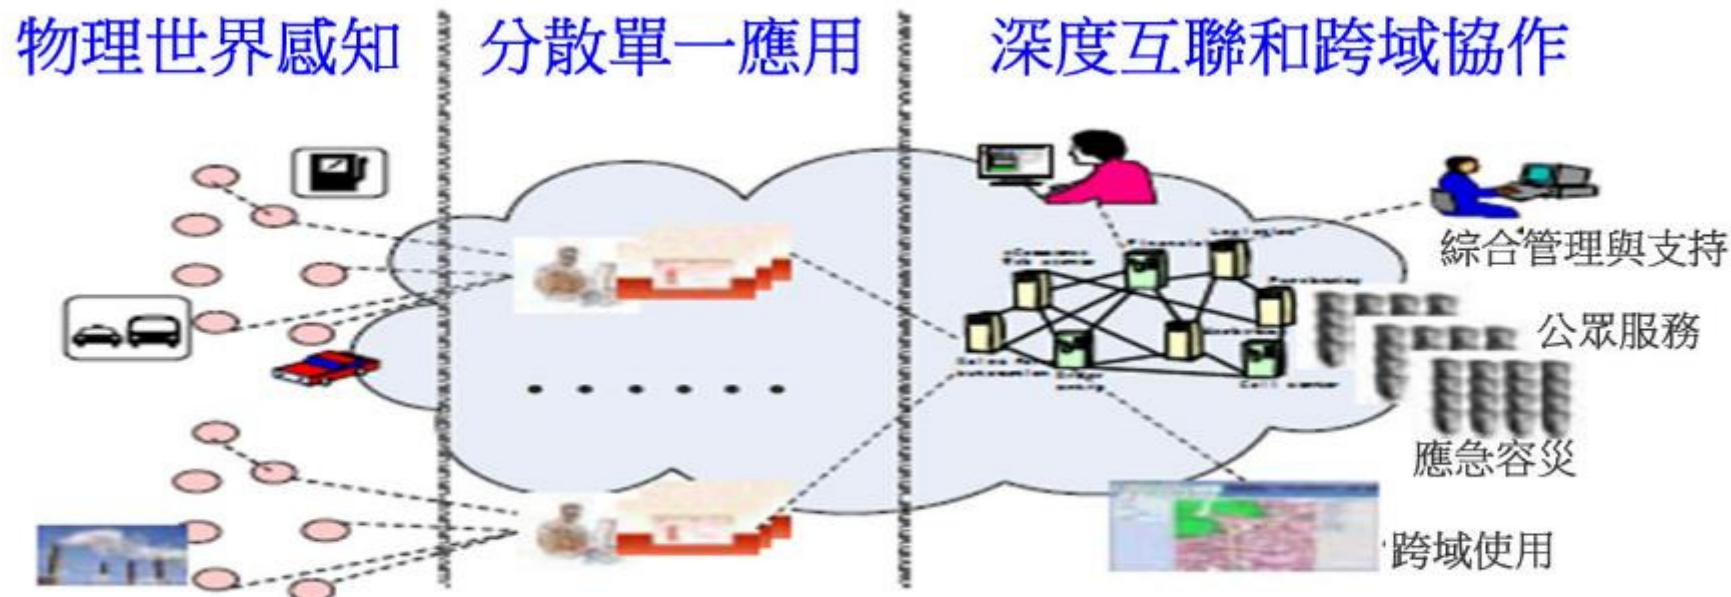 物理世界感知
分散單一應用
深度互聯和跨域協作
綜合管理與支持
公眾服務
應急容災
跨域使用
Call center